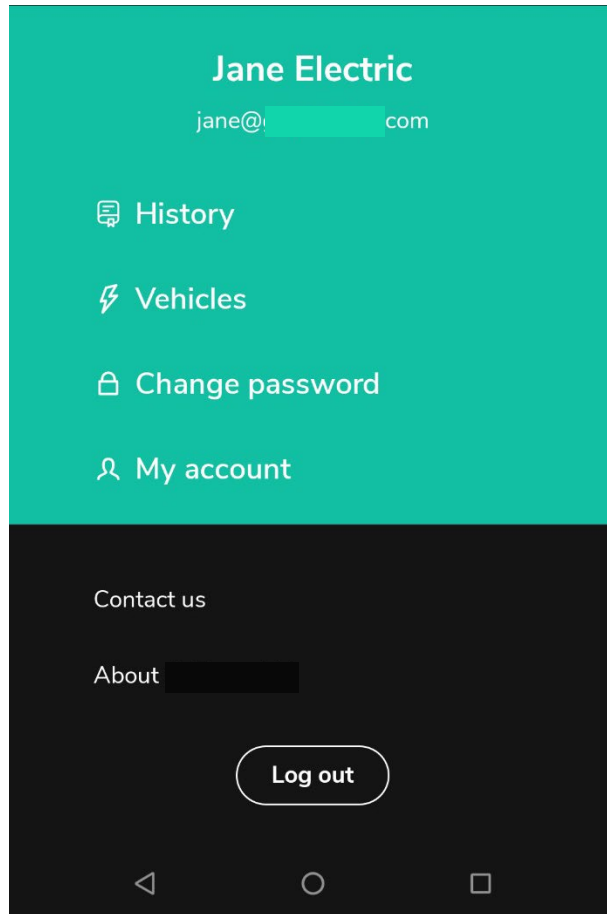 Jane Electric
jane@ com
History
Vehicles
Change password
My account
Contact us
About
Log out